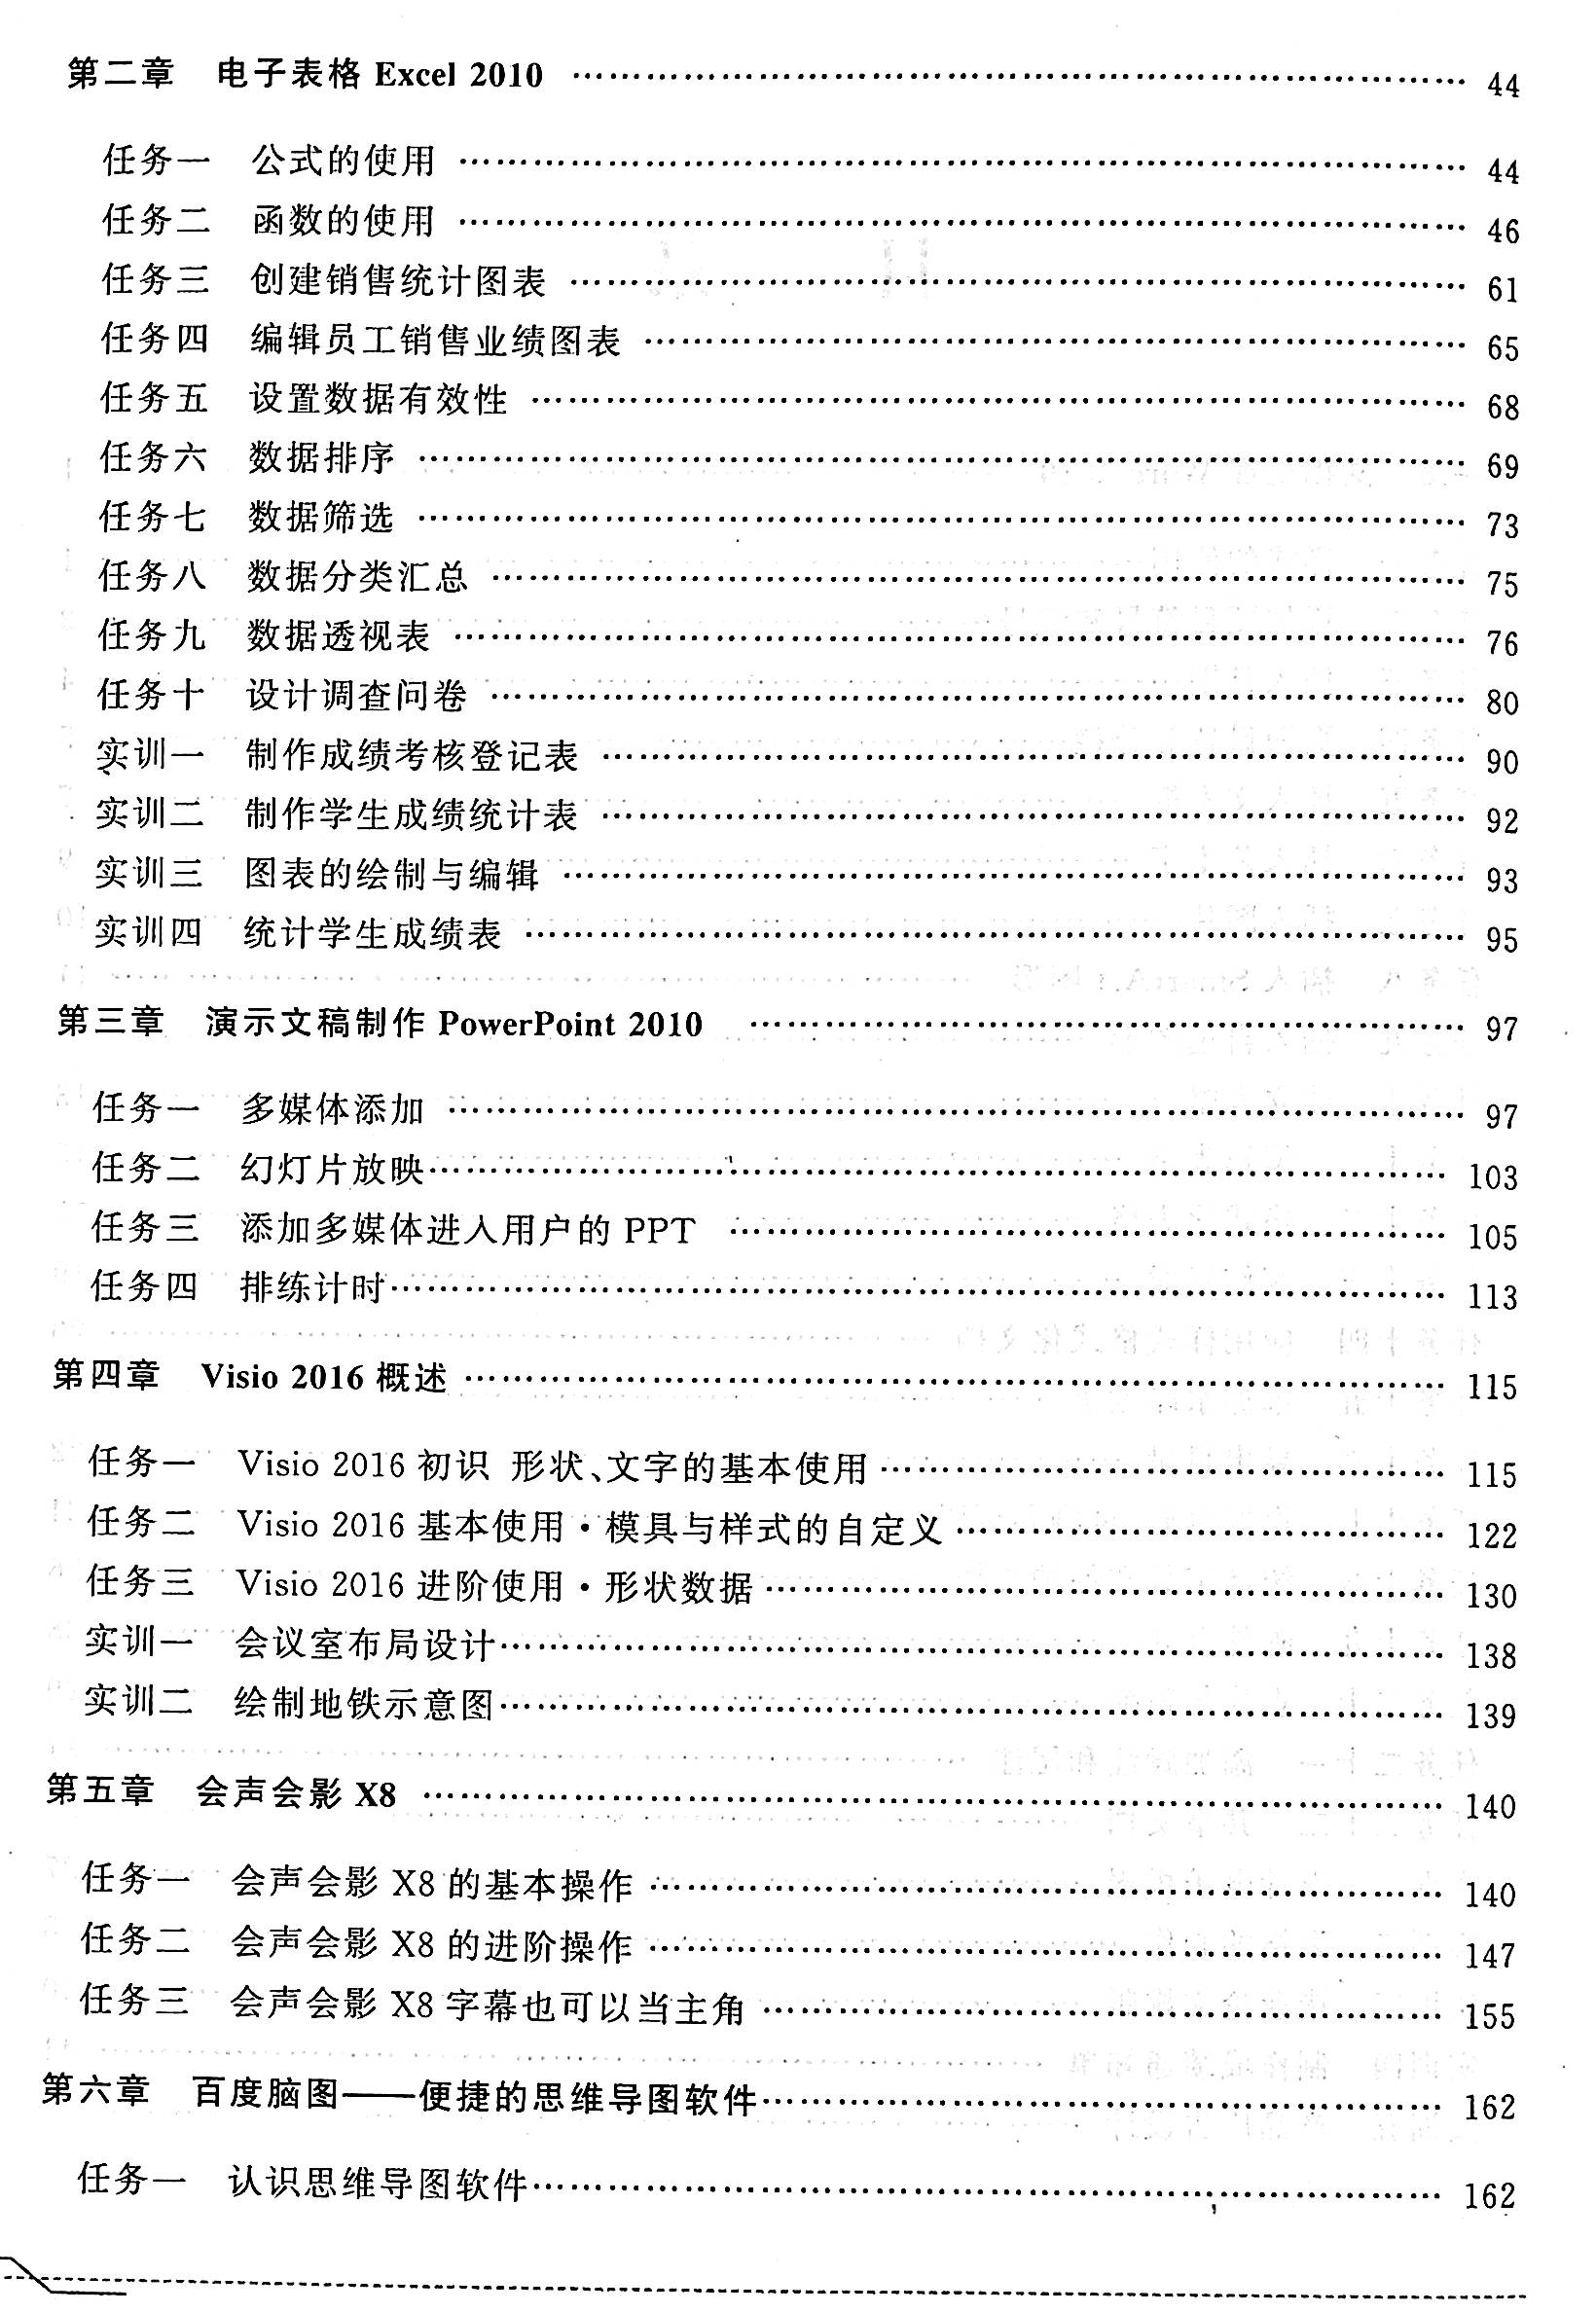 第二章 电子表格 Excel 2010 …… 44
任务一 公式的使用 …… 44
任务二 函数的使用 …… 46
任务三 创建销售统计图表 …… 61
任务四 编辑员工销售业绩图表 …… 65
任务五 设置数据有效性 …… 68
任务六 数据排序 …… 69
任务七 数据筛选 …… 73
任务八 数据分类汇总 …… 75
任务九 数据透视表 …… 76
任务十 设计调查问卷 …… 80
实训一 制作成绩考核登记表 …… 90
实训二 制作学生成绩统计表 …… 92
实训三 图表的绘制与编辑 …… 93
实训四 统计学生成绩表 …… 95
第三章 演示文稿制作 PowerPoint 2010 …… 97
任务一 多媒体添加 …… 97
任务二 幻灯片放映 …… 103
任务三 添加多媒体进入用户的 PPT …… 105
任务四 排练计时 …… 113
第四章 Visio 2016 概述 …… 115
任务一 Visio 2016 初识 形状、文字的基本使用 …… 115
任务二 Visio 2016 基本使用·模具与样式的自定义 …… 122
任务三 Visio 2016 进阶使用·形状数据 …… 130
实训一 会议室布局设计 …… 138
实训二 绘制地铁示意图 …… 139
第五章 会声会影 X8 …… 140
任务一 会声会影 X8 的基本操作 …… 140
任务二 会声会影 X8 的进阶操作 …… 147
任务三 会声会影 X8 字幕也可以当主角 …… 155
第六章 百度脑图——便捷的思维导图软件 …… 162
任务一 认识思维导图软件 …… 162